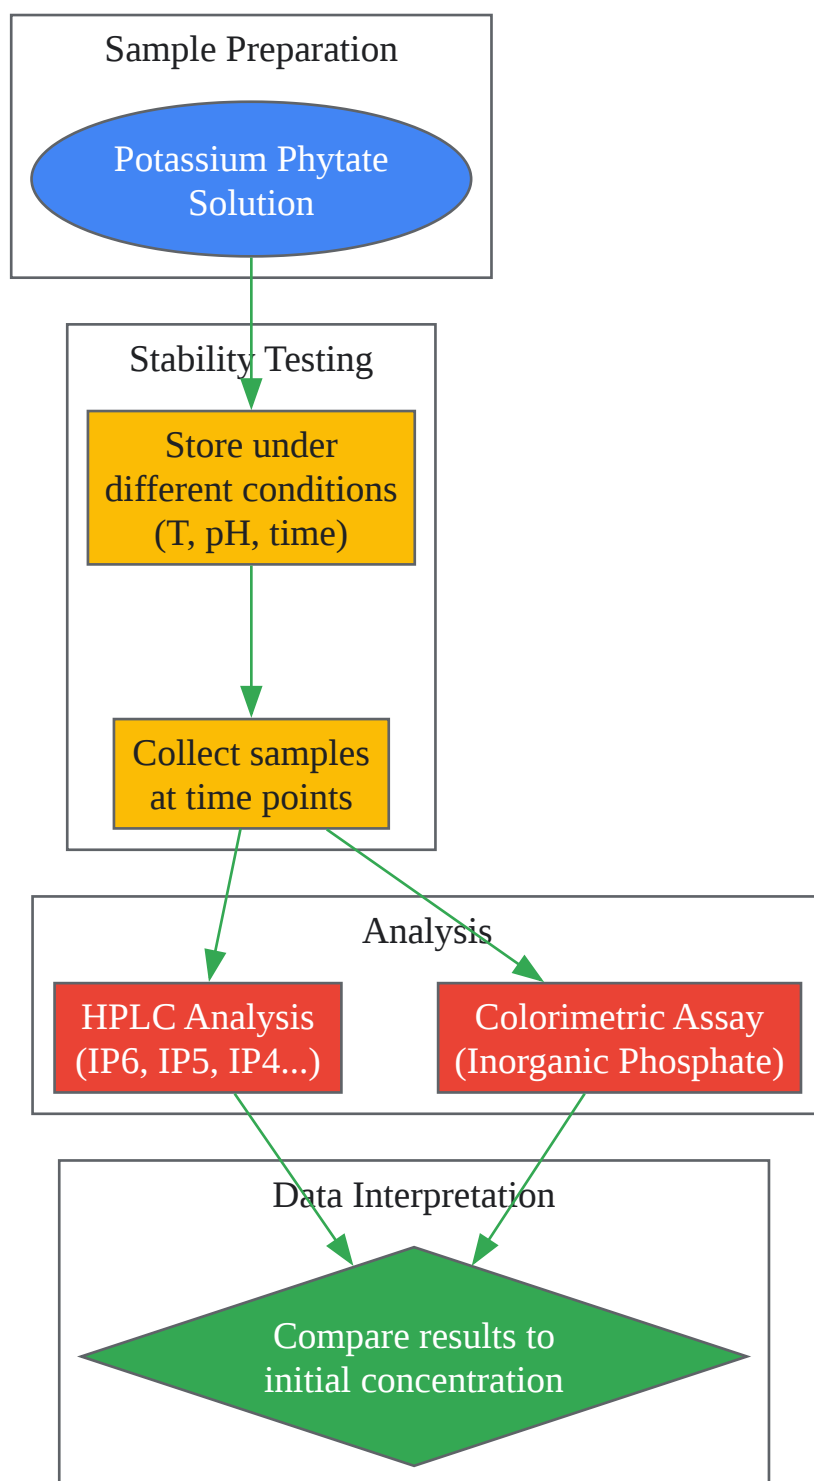 Sample Preparation
Potassium Phytate
Solution
Stability Testing
Store under
different conditions
(T, pH, time)
Collect samples
at time points
Analysis
HPLC Analysis
(IP6, IP5, IP4...)
Colorimetric Assay
(Inorganic Phosphate)
Data Interpretation
Compare results to
initial concentration